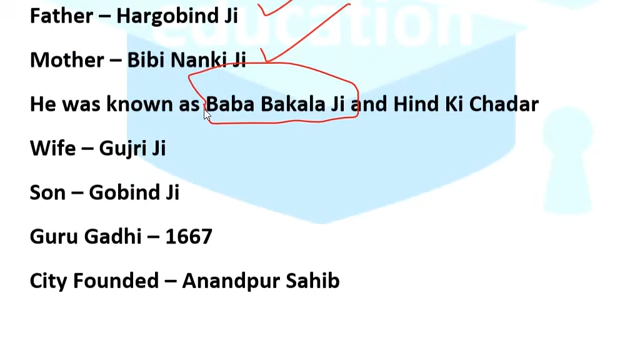 Father – Hargobind Ji
education
Mother – Bibi Nanki Ji
He was known as Baba Bakala Ji and Hind Ki Chadar
Wife – Gujri Ji
Son – Gobind Ji
Guru Gadhi – 1667
City Founded – Anandpur Sahib